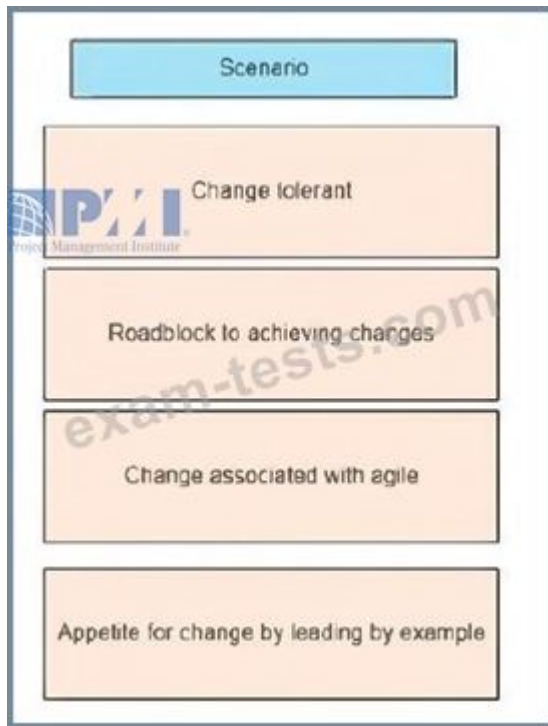 Scenario
Change tolerant
PMI
Project Management Institute
Roadblock to achieving changes
exam-tests.com
Change associated with agile
Appetite for change by leading by example